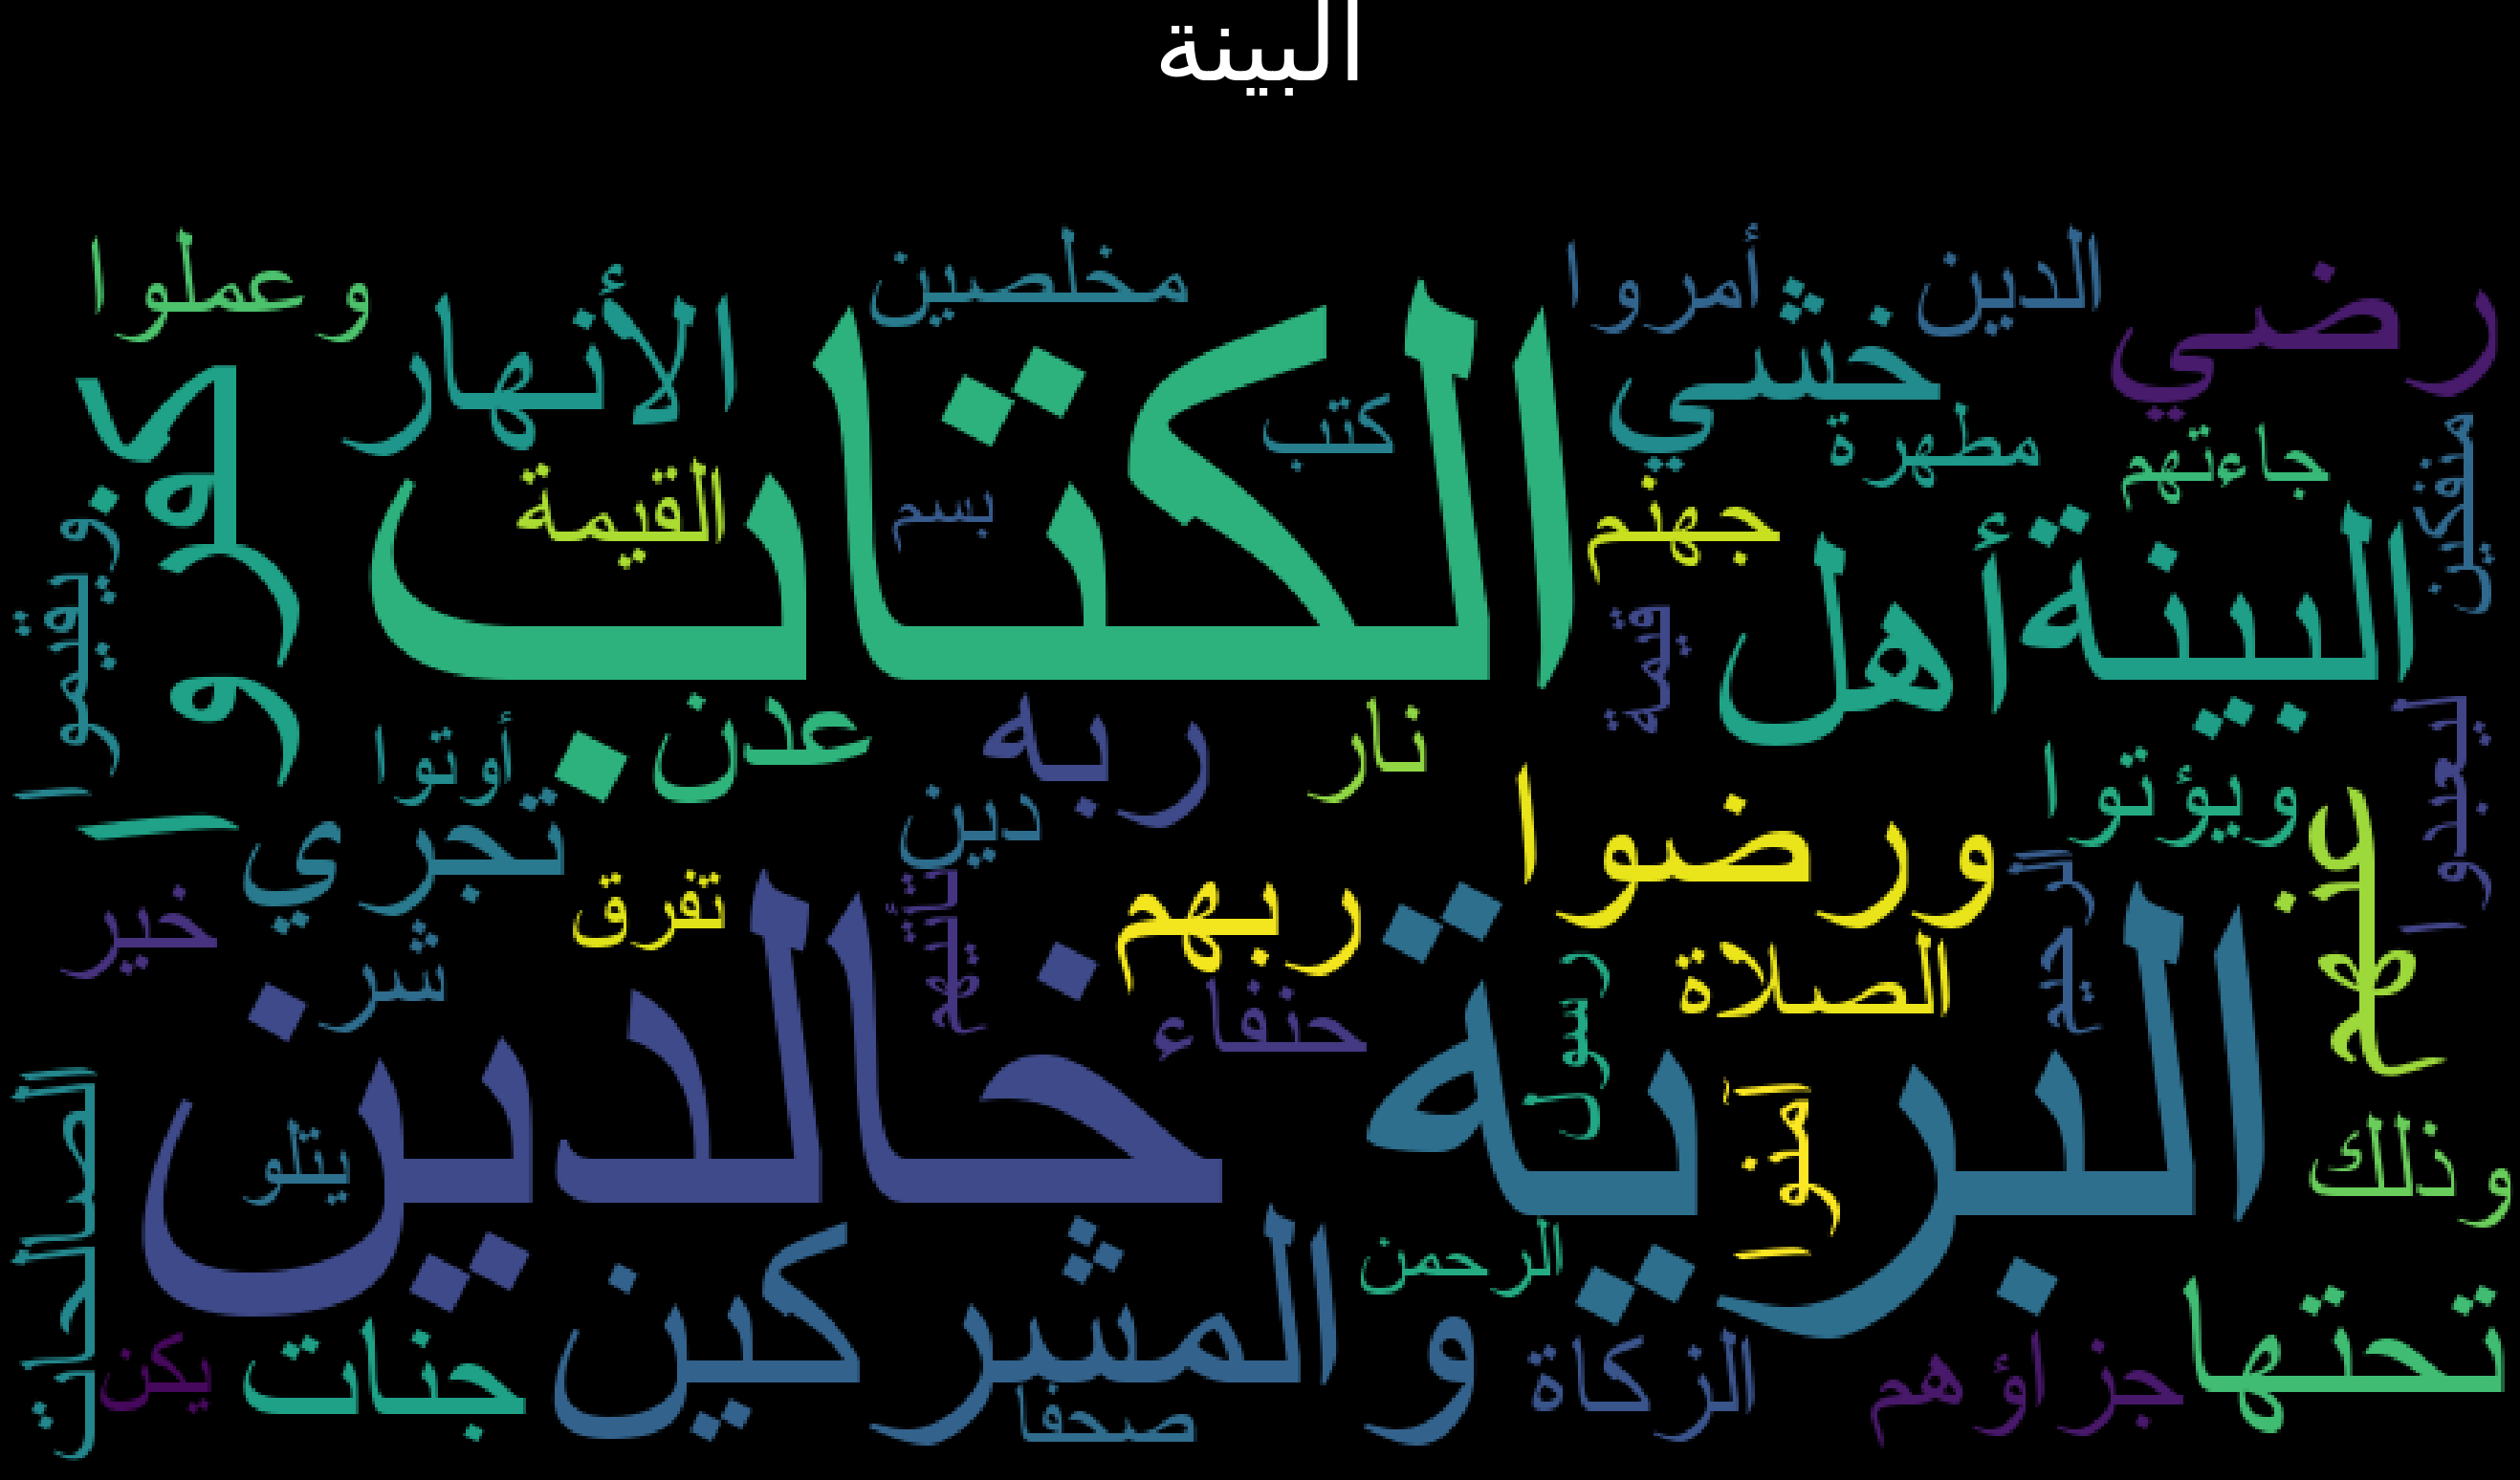 البينة
رضي
الدين
أمروا
مخلصين
الأنهار
وعملوا
خشي
الكتاب
كتب
كفروا
مطهرة
جاءتهم
منفكين
القيمة
بسم
جهنم
البينة
أهل
قيمة
ويقيموا
عدن
ربه
نار
أوتوا
ليعبدوا
ويؤتوا
دين
تجري
ورضوا
عنهم
الرحيم
ربهم
تفرق
تأتيهم
خير
شر
الصلاة
حنفاء
رسول
البرية
خالدين
آمنوا
الصالحات
يتلو
وذلك
الرحمن
والمشركين
تحتها
جنات
يكن
الزكاة
جزاؤهم
صحفا